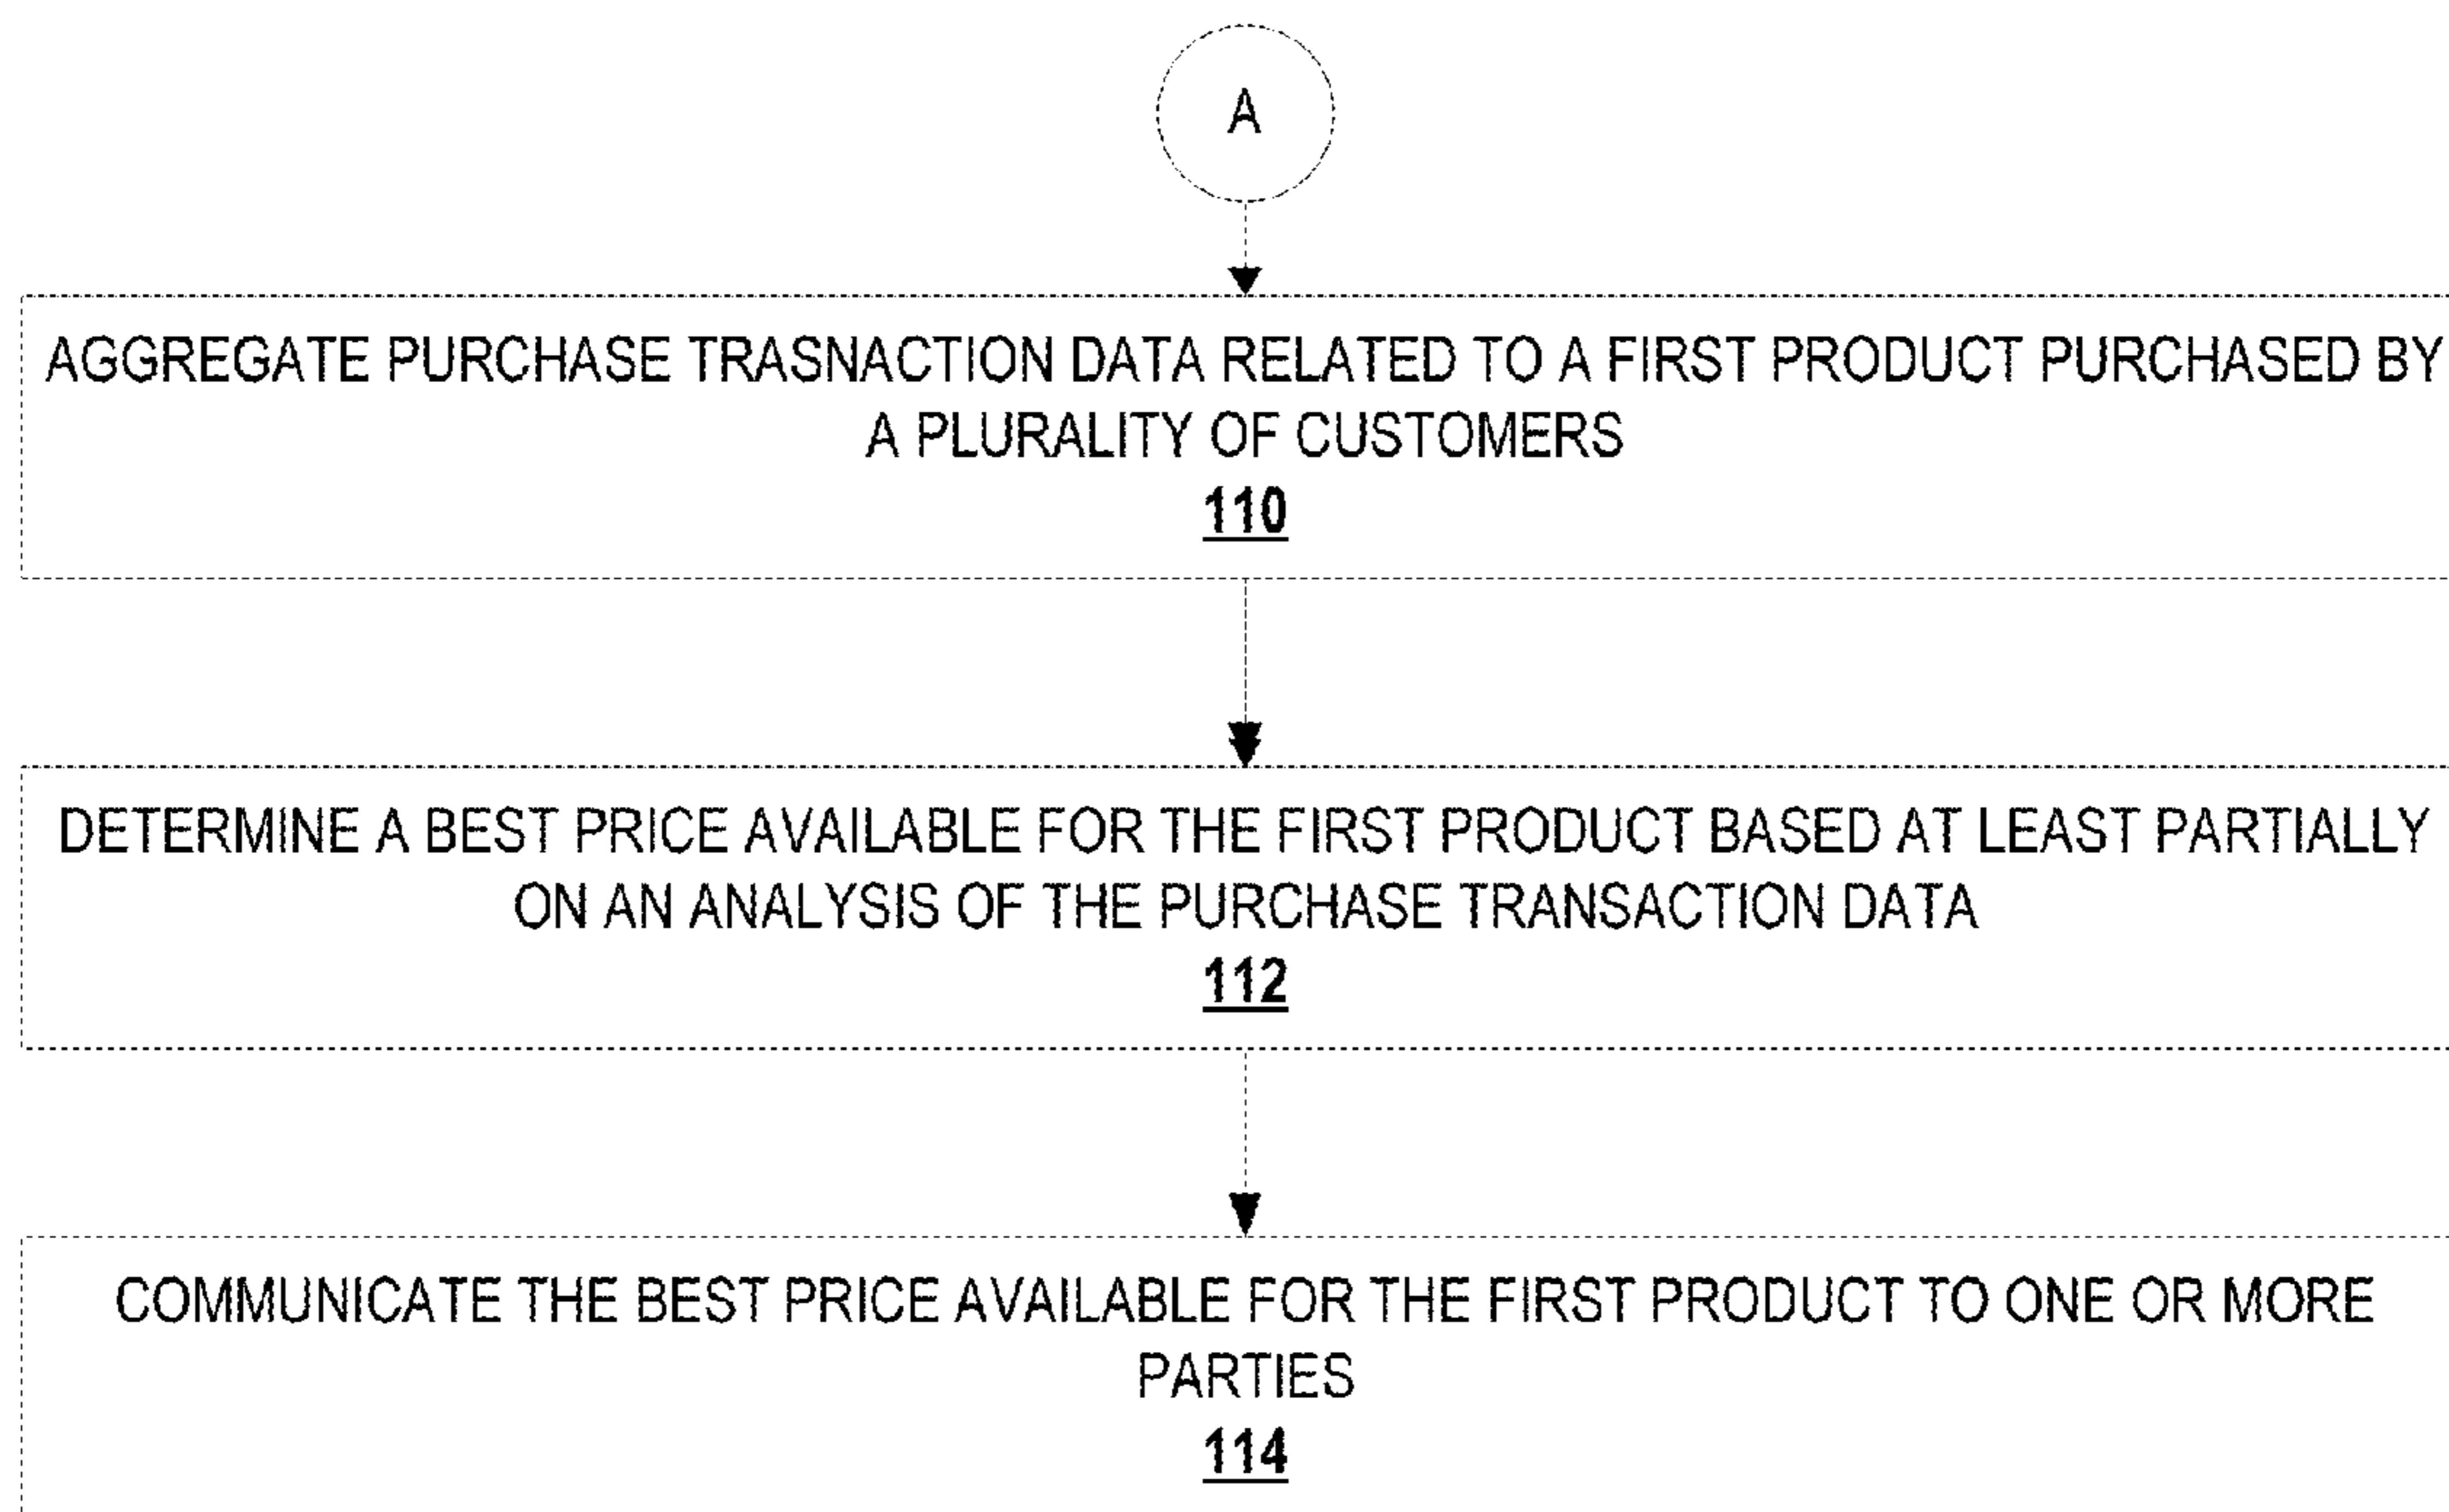 A
AGGREGATE PURCHASE TRASNACTION DATA RELATED TO A FIRST PRODUCT PURCHASED BY
A PLURALITY OF CUSTOMERS
110
DETERMINE A BEST PRICE AVAILABLE FOR THE FIRST PRODUCT BASED AT LEAST PARTIALLY
ON AN ANALYSIS OF THE PURCHASE TRANSACTION DATA
112
COMMUNICATE THE BEST PRICE AVAILABLE FOR THE FIRST PRODUCT TO ONE OR MORE
PARTIES
114